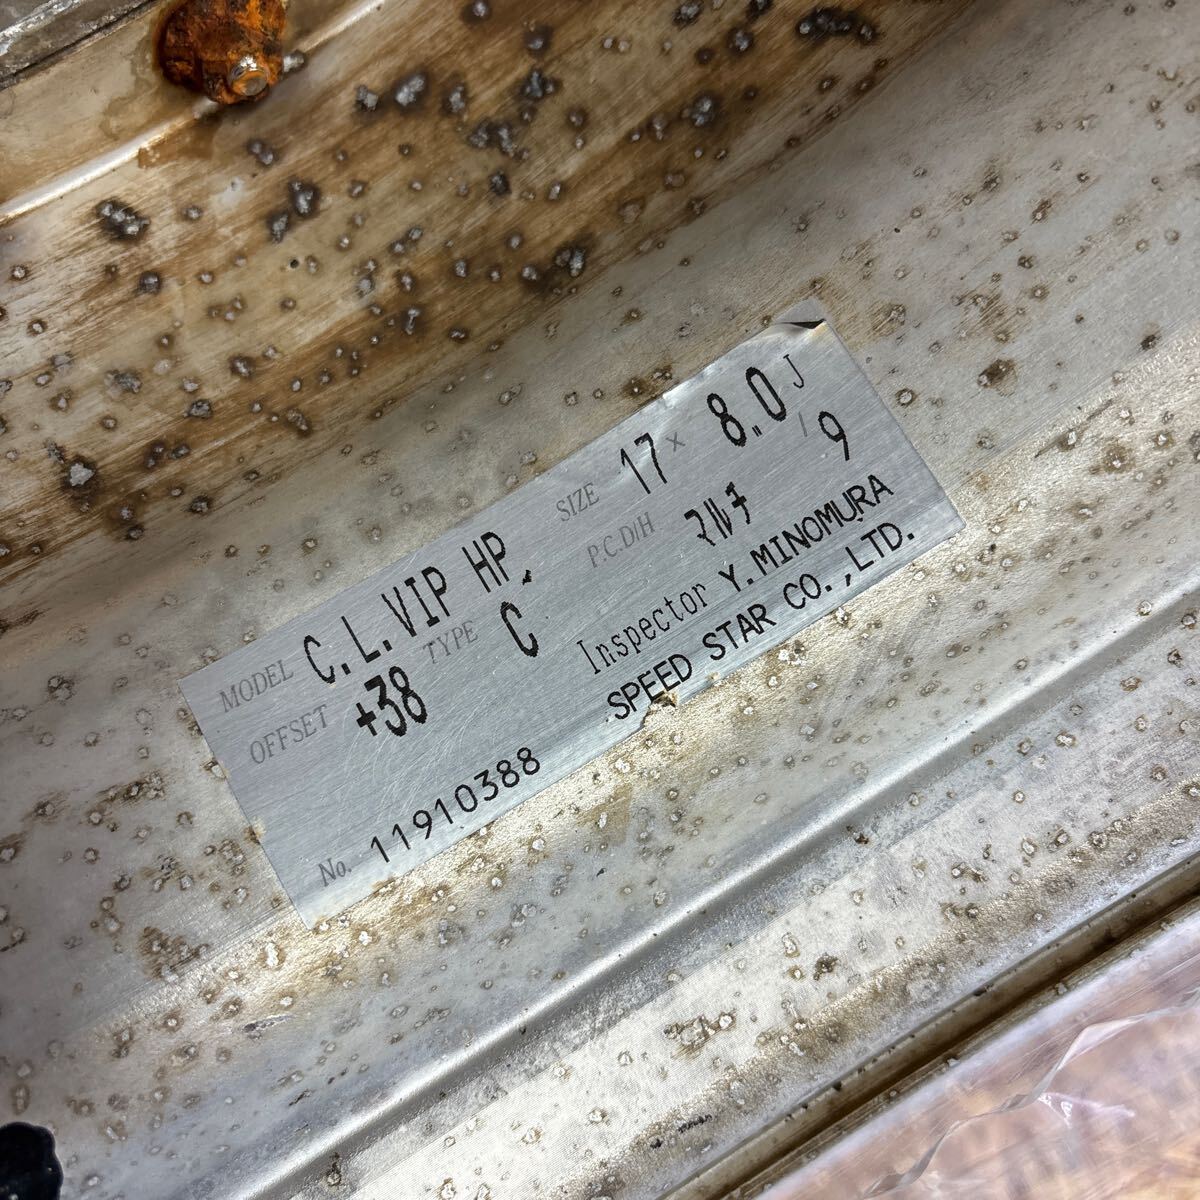 MODEL C.L.VIP HP. SIZE 17 × 8.0 J
OFFSET +38 TYPE C P.C.D/H マルチ / 9
Inspector Y.MINOMURA
No. 11910388 SPEED STAR CO.,LTD.